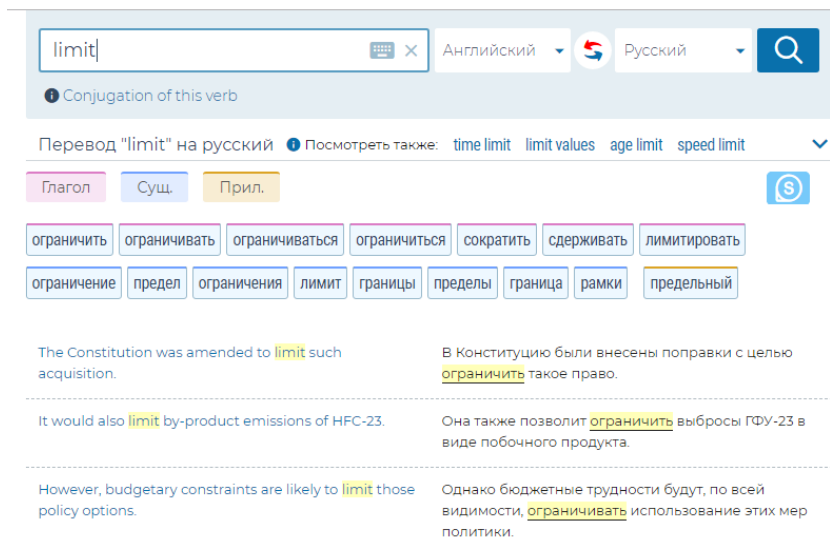 limit
Английский
Русский
Conjugation of this verb
Перевод "limit" на русский Посмотреть также: time limit limit values age limit speed limit
Глагол Сущ. Прил.
S
ограничить ограничивать ограничиваться ограничиться сократить сдерживать лимитировать
ограничение предел ограничения лимит границы пределы граница рамки предельный
The Constitution was amended to limit such
acquisition.
В Конституцию были внесены поправки с целью
ограничить такое право.
It would also limit by-product emissions of HFC-23.
Она также позволит ограничить выбросы ГФУ-23 в
виде побочного продукта.
However, budgetary constraints are likely to limit those
policy options.
Однако бюджетные трудности будут, по всей
видимости, ограничивать использование этих мер
политики.